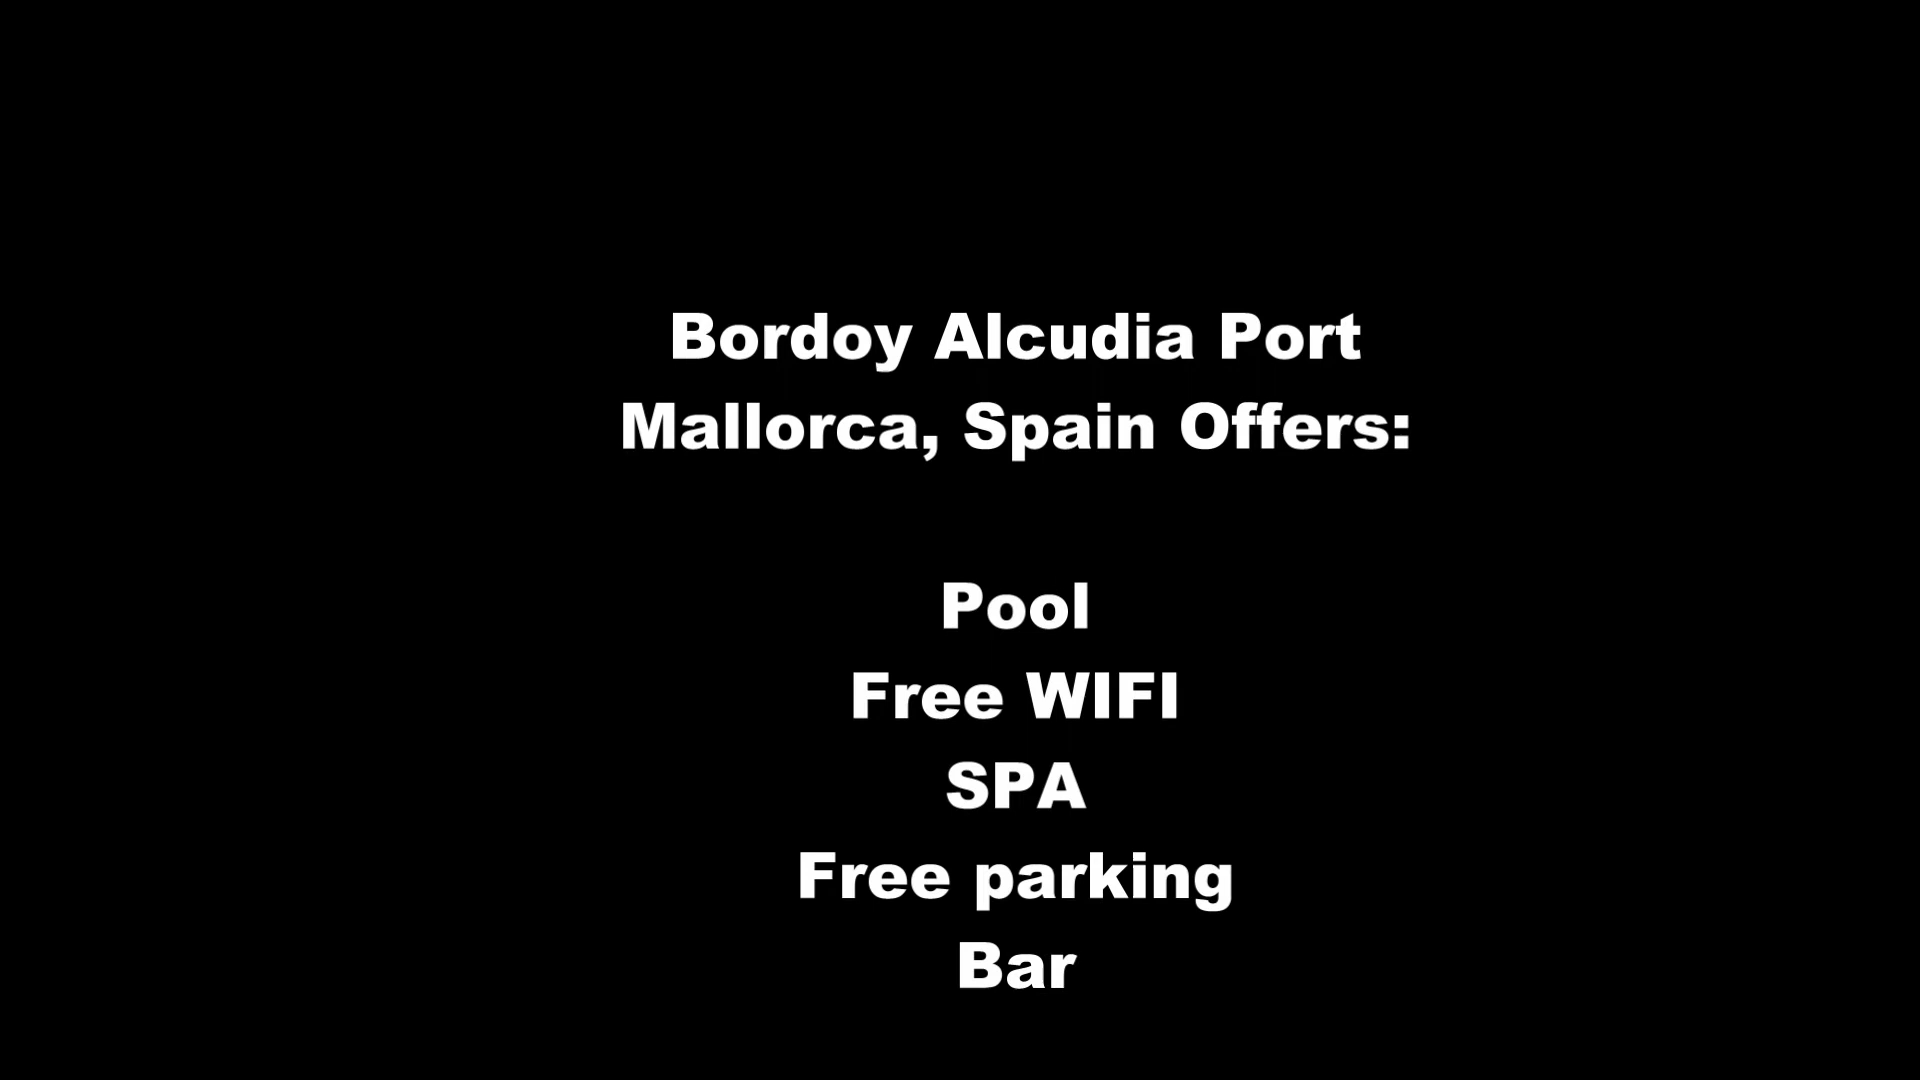 Bordoy Alcudia Port
Mallorca, Spain Offers:
Pool
Free WIFI
SPA
Free parking
Bar